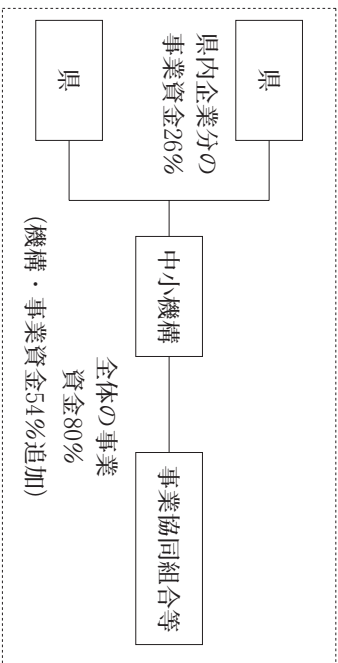 県
県
県内企業分の
事業資金26%
中小機構
全体の事業
資金80%
(機構・事業資金54%追加)
事業協同組合等